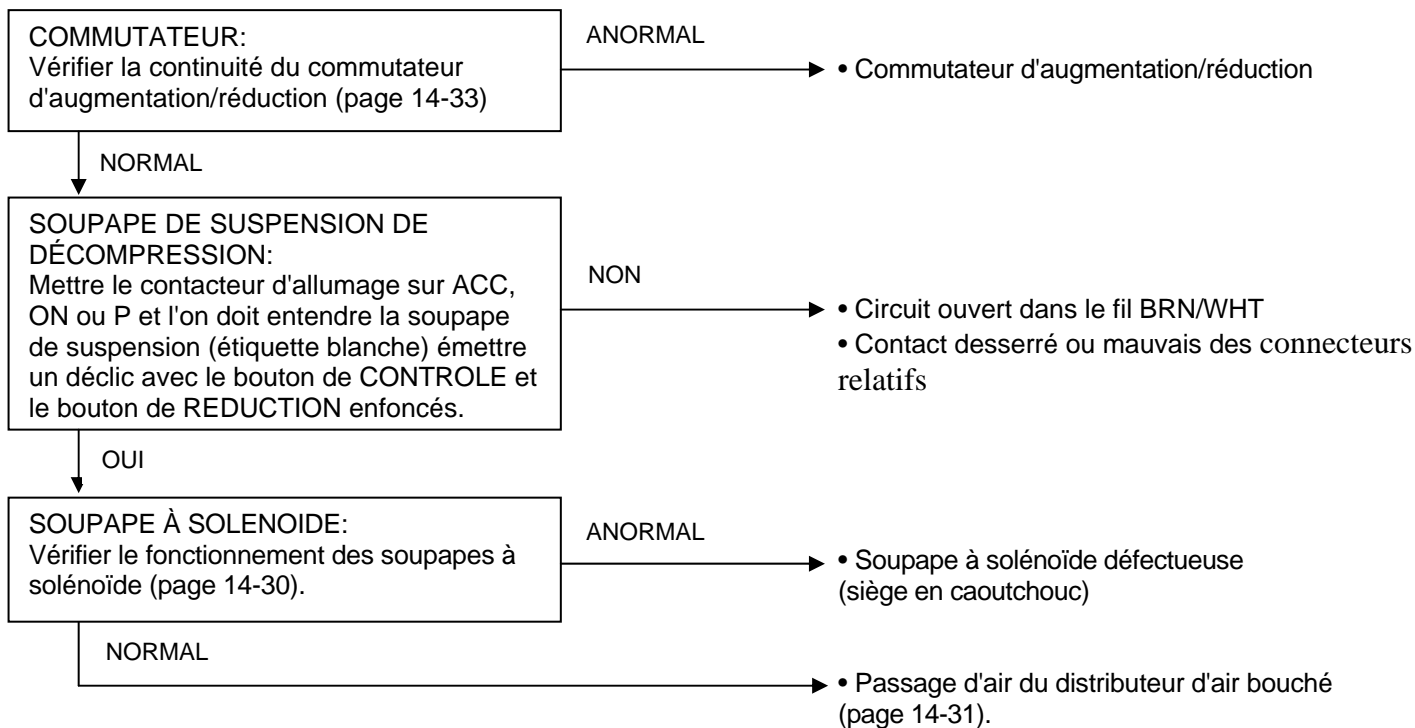 COMMUTATEUR:
Vérifier la continuité du commutateur
d'augmentation/réduction (page 14-33)
ANORMAL
• Commutateur d'augmentation/réduction
NORMAL
SOUPAPE DE SUSPENSION DE
DÉCOMPRESSION:
Mettre le contacteur d'allumage sur ACC,
ON ou P et l'on doit entendre la soupape
de suspension (étiquette blanche) émettre
un déclic avec le bouton de CONTROLE et
le bouton de REDUCTION enfoncés.
NON
• Circuit ouvert dans le fil BRN/WHT
• Contact desserré ou mauvais des connecteurs
relatifs
OUI
SOUPAPE À SOLENOIDE:
Vérifier le fonctionnement des soupapes à
solénoïde (page 14-30).
ANORMAL
• Soupape à solénoïde défectueuse
(siège en caoutchouc)
NORMAL
• Passage d'air du distributeur d'air bouché
(page 14-31).